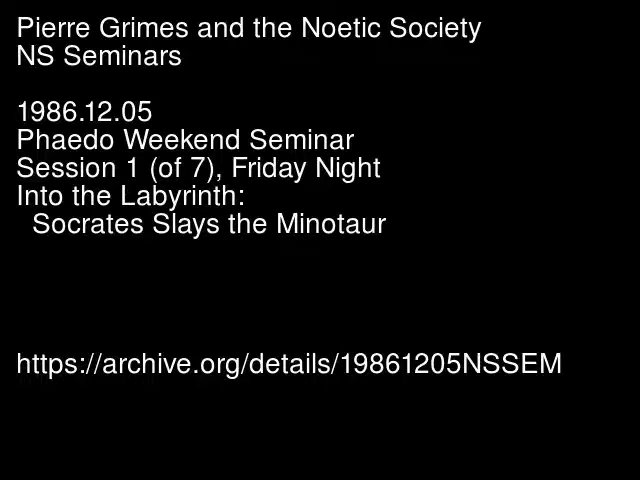 Pierre Grimes and the Noetic Society
NS Seminars
1986.12.05
Phaedo Weekend Seminar
Session 1 (of 7), Friday Night
Into the Labyrinth:
Socrates Slays the Minotaur
https://archive.org/details/19861205NSSEM